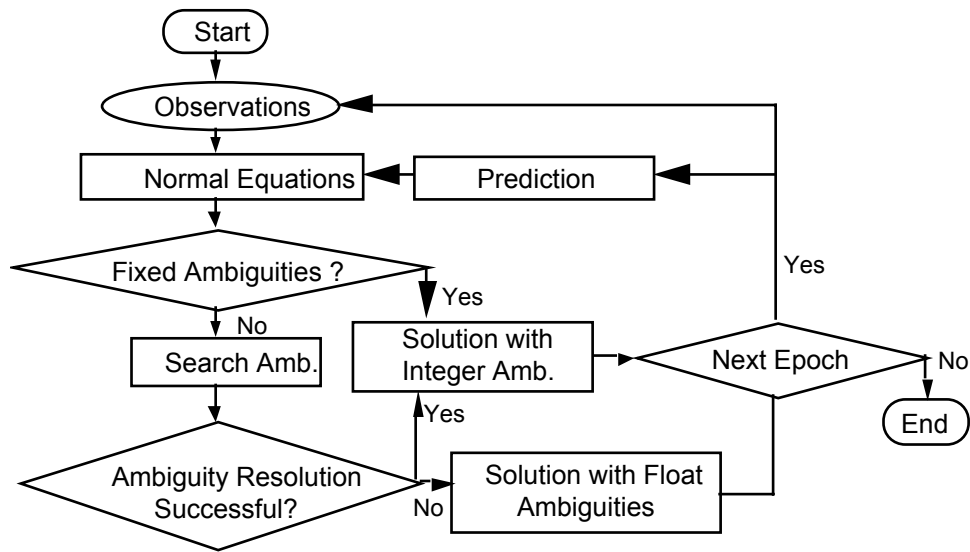 Start
Observations
Normal Equations
Prediction
Fixed Ambiguities ?
Yes
Yes
No
Solution with
Integer Amb.
Next Epoch
No
Search Amb.
Yes
End
Ambiguity Resolution
Successful?
No
Solution with Float
Ambiguities